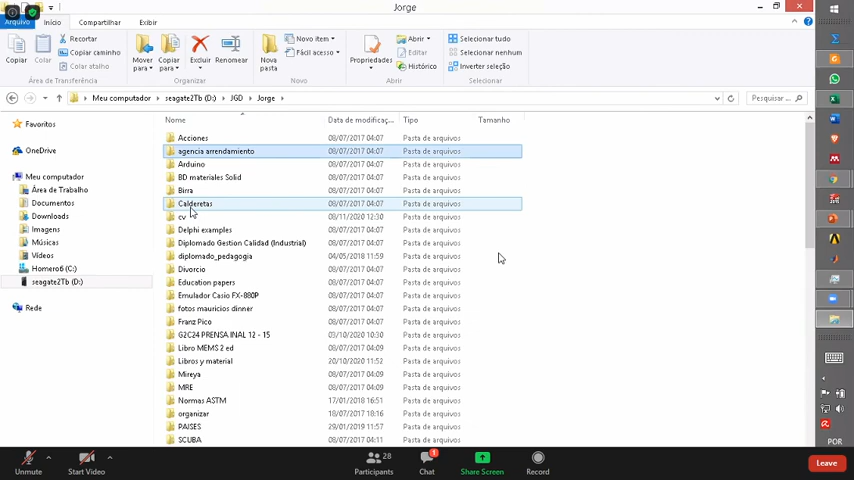 Jorge
Arquivo Início Compartilhar Exibir
Copiar Colar Recortar Copiar caminho Colar atalho
Mover para Copiar para Excluir Renomear
Nova pasta Novo item Fácil acesso
Propriedades Abrir Editar Histórico
Selecionar tudo Selecionar nenhum Inverter seleção
Área de Transferência Organizar Novo Abrir Selecionar
Meu computador seagate2Tb (D:) JGD Jorge Pesquisar ...
Nome Data de modificaç... Tipo Tamanho
Favoritos
OneDrive
Meu computador
Área de Trabalho
Documentos
Downloads
Imagens
Músicas
Vídeos
Homero6 (C:)
seagate2Tb (D:)
Rede
Acciones 08/07/2017 04:07 Pasta de arquivos
agencia arrendamiento 08/07/2017 04:07 Pasta de arquivos
Arduino 08/07/2017 04:07 Pasta de arquivos
BD materiales Solid 08/07/2017 04:07 Pasta de arquivos
Birra 08/07/2017 04:07 Pasta de arquivos
Calderetas 08/07/2017 04:07 Pasta de arquivos
cv 08/11/2020 12:30 Pasta de arquivos
Delphi examples 08/07/2017 04:07 Pasta de arquivos
Diplomado Gestion Calidad (Industrial) 08/07/2017 04:07 Pasta de arquivos
diplomado_pedagogia 04/05/2018 11:59 Pasta de arquivos
Divorcio 08/07/2017 04:07 Pasta de arquivos
Education papers 08/07/2017 04:07 Pasta de arquivos
Emulador Casio FX-880P 08/07/2017 04:07 Pasta de arquivos
fotos mauricios dinner 08/07/2017 04:07 Pasta de arquivos
Franz Pico 08/07/2017 04:07 Pasta de arquivos
G2C24 PRENSA INAL 12 - 15 03/10/2020 10:30 Pasta de arquivos
Libro MEMS 2 ed 08/07/2017 04:09 Pasta de arquivos
Libros y material 20/10/2020 11:52 Pasta de arquivos
Mireya 08/07/2017 04:09 Pasta de arquivos
MRE 08/07/2017 04:09 Pasta de arquivos
Normas ASTM 17/01/2018 16:51 Pasta de arquivos
organizar 18/07/2017 18:16 Pasta de arquivos
PAISES 29/01/2019 11:57 Pasta de arquivos
SCUBA 08/07/2017 04:11 Pasta de arquivos
POR
Unmute Start Video 28 Participants 1 Chat Share Screen Record Leave